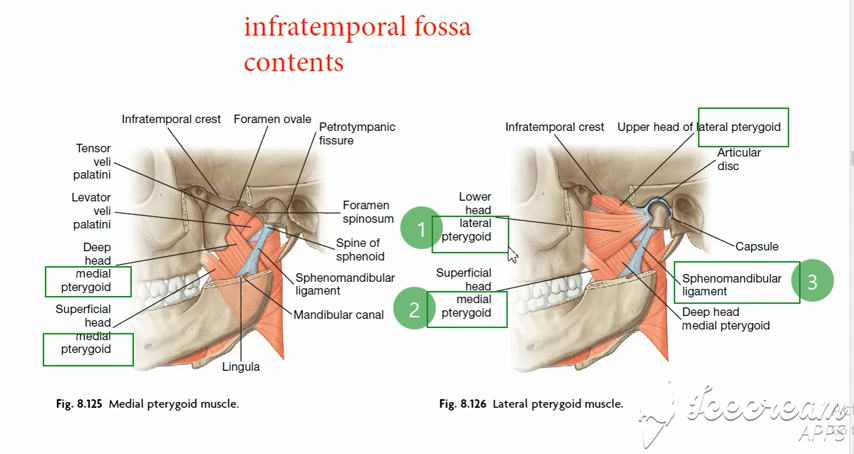 infratemporal fossa
contents
Infratemporal crest
Foramen ovale
Petrotympanic
fissure
Tensor
veli
palatini
Levator
veli
palatini
Foramen
spinosum
Deep
head
medial
pterygoid
Spine of
sphenoid
Sphenomandibular
ligament
Superficial
head
medial
pterygoid
Mandibular canal
Lingula
Fig. 8.125 Medial pterygoid muscle.
Infratemporal crest
Upper head of lateral pterygoid
Articular
disc
Lower
head
lateral
pterygoid
1
Capsule
Superficial
head
medial
pterygoid
2
Sphenomandibular
ligament
3
Deep head
medial pterygoid
Fig. 8.126 Lateral pterygoid muscle.
Icecream
APPS